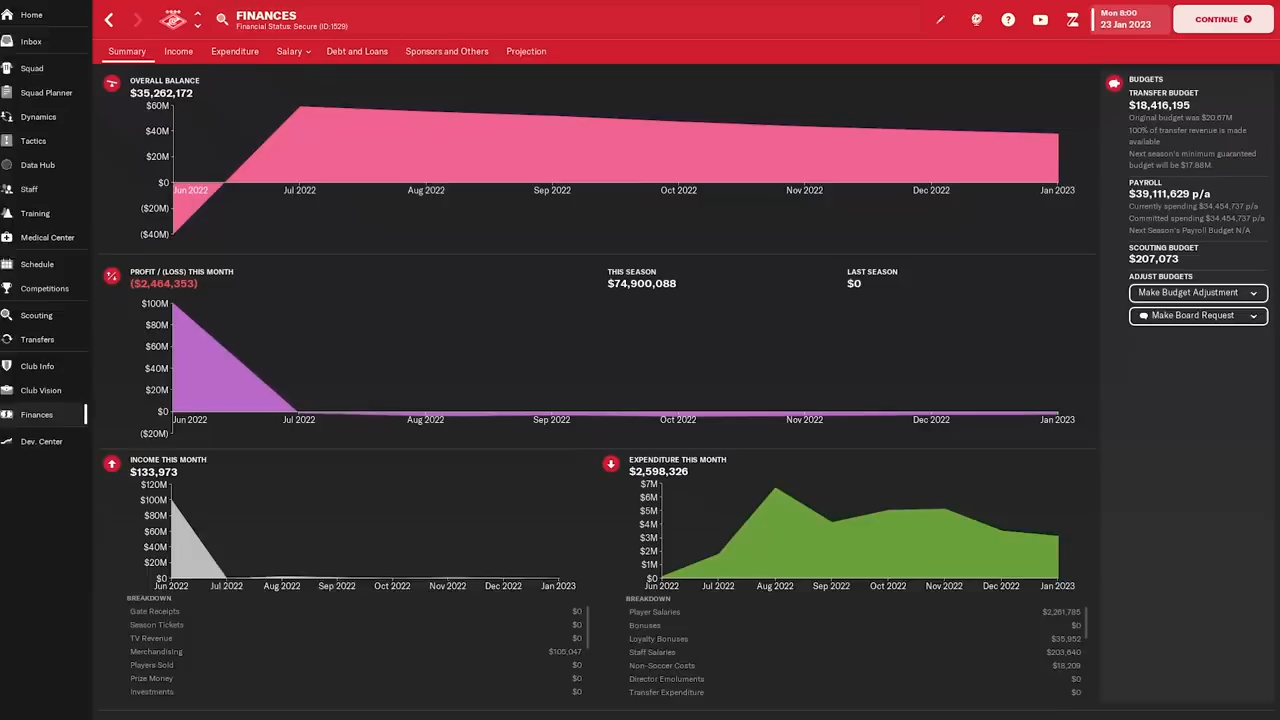 Home
Inbox
Squad
Squad Planner
Dynamics
Tactics
Data Hub
Staff
Training
Medical Center
Schedule
Competitions
Scouting
Transfers
Club Info
Club Vision
Finances
Dev. Center
FINANCES
Financial Status: Secure (ID:1529)
Mon 8:00
23 Jan 2023
CONTINUE
Summary Income Expenditure Salary Debt and Loans Sponsors and Others Projection
OVERALL BALANCE
$35,262,172
$60M
$40M
$20M
$0
($20M)
($40M)
Jun 2022 Jul 2022 Aug 2022 Sep 2022 Oct 2022 Nov 2022 Dec 2022 Jan 2023
PROFIT / (LOSS) THIS MONTH
($2,464,353)
THIS SEASON
$74,900,088
LAST SEASON
$0
$100M
$80M
$60M
$40M
$20M
$0
($20M)
Jun 2022 Jul 2022 Aug 2022 Sep 2022 Oct 2022 Nov 2022 Dec 2022 Jan 2023
INCOME THIS MONTH
$133,973
$120M
$100M
$80M
$60M
$40M
$20M
$0
Jun 2022 Jul 2022 Aug 2022 Sep 2022 Oct 2022 Nov 2022 Dec 2022 Jan 2023
BREAKDOWN
Gate Receipts $0
Season Tickets $0
TV Revenue $0
Merchandising $105,047
Players Sold $0
Prize Money $0
Investments $0
EXPENDITURE THIS MONTH
$2,598,326
$7M
$6M
$5M
$4M
$3M
$2M
$1M
$0
Jun 2022 Jul 2022 Aug 2022 Sep 2022 Oct 2022 Nov 2022 Dec 2022 Jan 2023
BREAKDOWN
Player Salaries $2,261,785
Bonuses $0
Loyalty Bonuses $35,952
Staff Salaries $203,640
Non-Soccer Costs $18,209
Director Emoluments $0
Transfer Expenditure $0
BUDGETS
TRANSFER BUDGET
$18,416,195
Original budget was $20.67M
100% of transfer revenue is made
available
Next season's minimum guaranteed
budget will be $17.88M.
PAYROLL
$39,111,629 p/a
Currently spending $34,454,737 p/a
Committed spending $34,454,737 p/a
Next Season's Payroll Budget N/A
SCOUTING BUDGET
$207,073
ADJUST BUDGETS
Make Budget Adjustment
Make Board Request